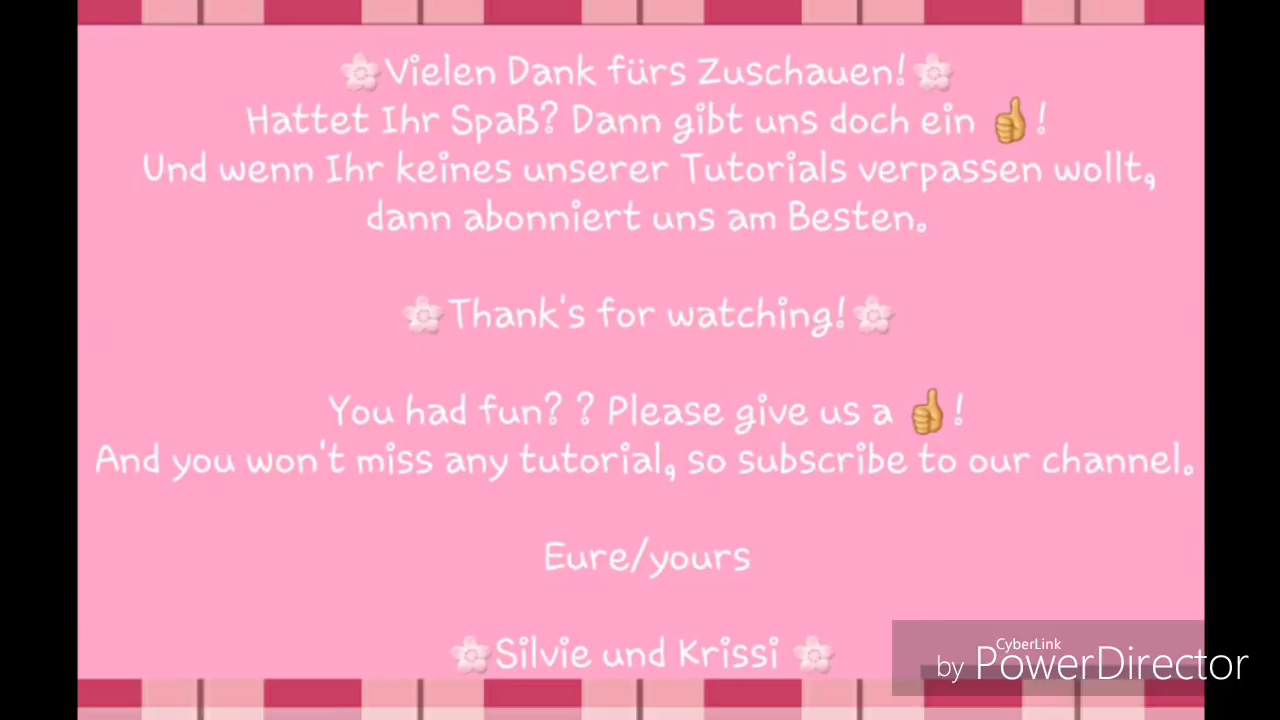 🌸Vielen Dank fürs Zuschauen!🌸
Hattet Ihr Spaß? Dann gibt uns doch ein 👍!
Und wenn Ihr keines unserer Tutorials verpassen wollt,
dann abonniert uns am Besten.
🌸Thank's for watching!🌸
You had fun? ? Please give us a 👍!
And you won't miss any tutorial, so subscribe to our channel.
Eure/yours
🌸Silvie und Krissi 🌸
CyberLink
by PowerDirector